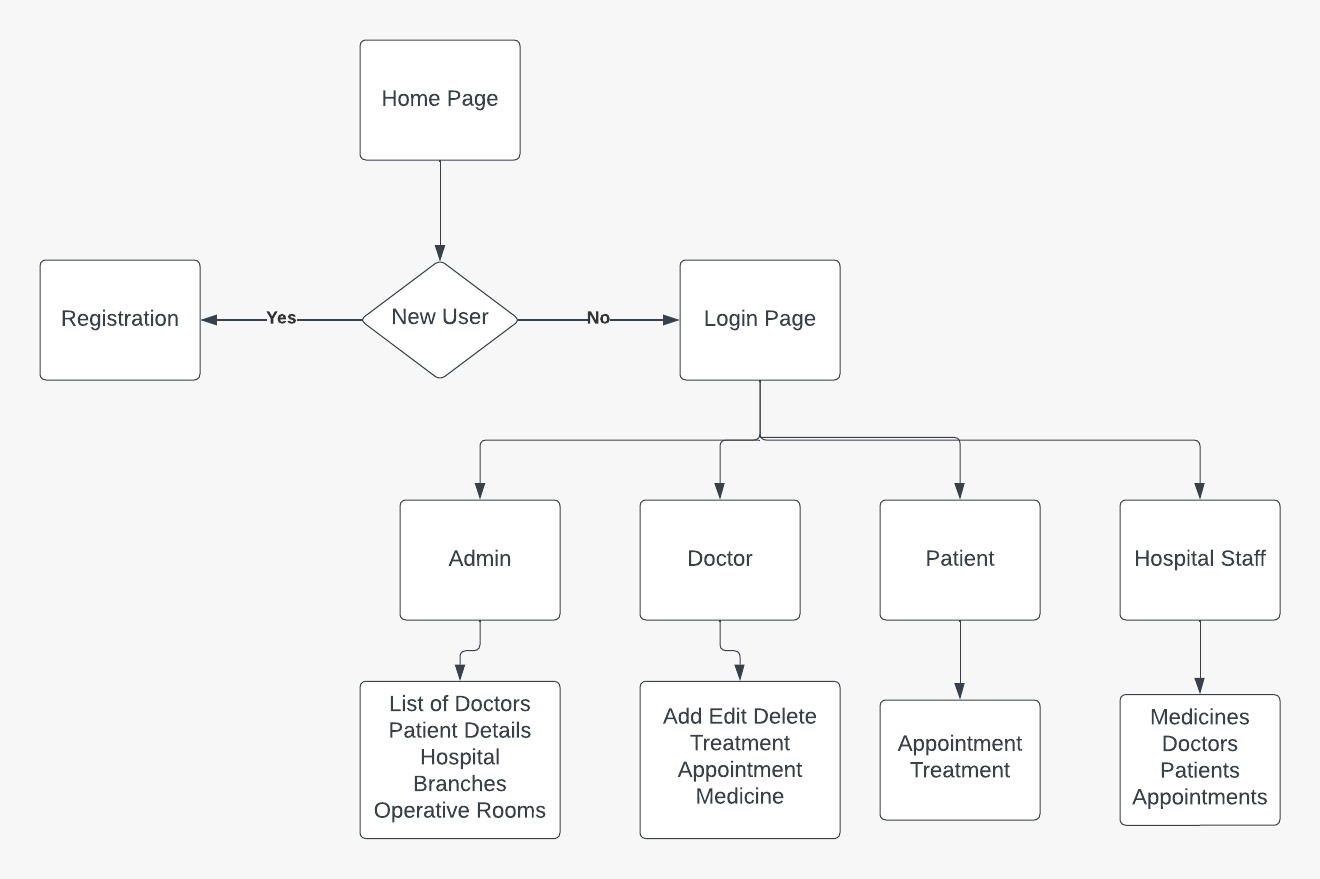 Home Page
Registration
Yes
New User
No
Login Page
Admin
Doctor
Patient
Hospital Staff
List of Doctors
Patient Details
Hospital
Branches
Operative Rooms
Add Edit Delete
Treatment
Appointment
Medicine
Appointment
Treatment
Medicines
Doctors
Patients
Appointments